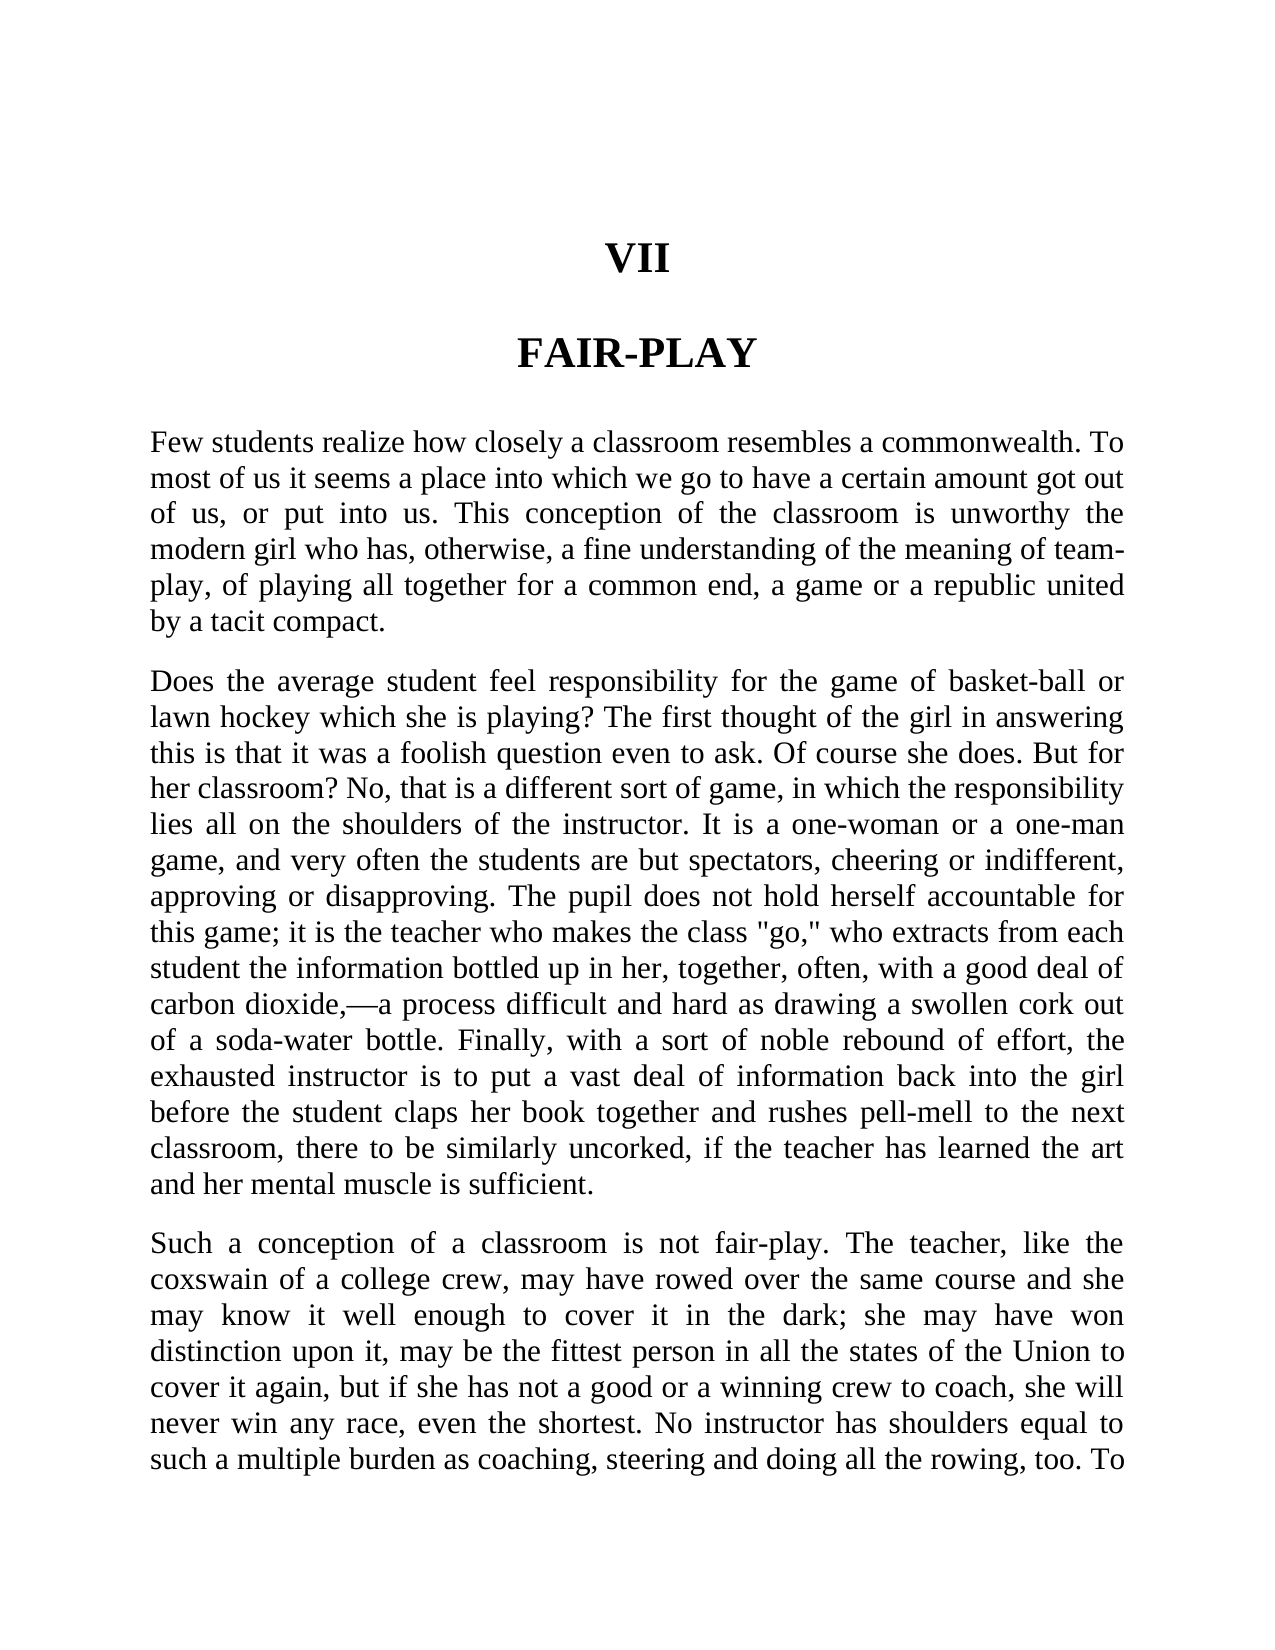 VII
FAIR-PLAY
Few students realize how closely a classroom resembles a commonwealth. To
most of us it seems a place into which we go to have a certain amount got out
of us, or put into us. This conception of the classroom is unworthy the
modern girl who has, otherwise, a fine understanding of the meaning of team-
play, of playing all together for a common end, a game or a republic united
by a tacit compact.
Does the average student feel responsibility for the game of basket-ball or
lawn hockey which she is playing? The first thought of the girl in answering
this is that it was a foolish question even to ask. Of course she does. But for
her classroom? No, that is a different sort of game, in which the responsibility
lies all on the shoulders of the instructor. It is a one-woman or a one-man
game, and very often the students are but spectators, cheering or indifferent,
approving or disapproving. The pupil does not hold herself accountable for
this game; it is the teacher who makes the class "go," who extracts from each
student the information bottled up in her, together, often, with a good deal of
carbon dioxide,—a process difficult and hard as drawing a swollen cork out
of a soda-water bottle. Finally, with a sort of noble rebound of effort, the
exhausted instructor is to put a vast deal of information back into the girl
before the student claps her book together and rushes pell-mell to the next
classroom, there to be similarly uncorked, if the teacher has learned the art
and her mental muscle is sufficient.
Such a conception of a classroom is not fair-play. The teacher, like the
coxswain of a college crew, may have rowed over the same course and she
may know it well enough to cover it in the dark; she may have won
distinction upon it, may be the fittest person in all the states of the Union to
cover it again, but if she has not a good or a winning crew to coach, she will
never win any race, even the shortest. No instructor has shoulders equal to
such a multiple burden as coaching, steering and doing all the rowing, too. To